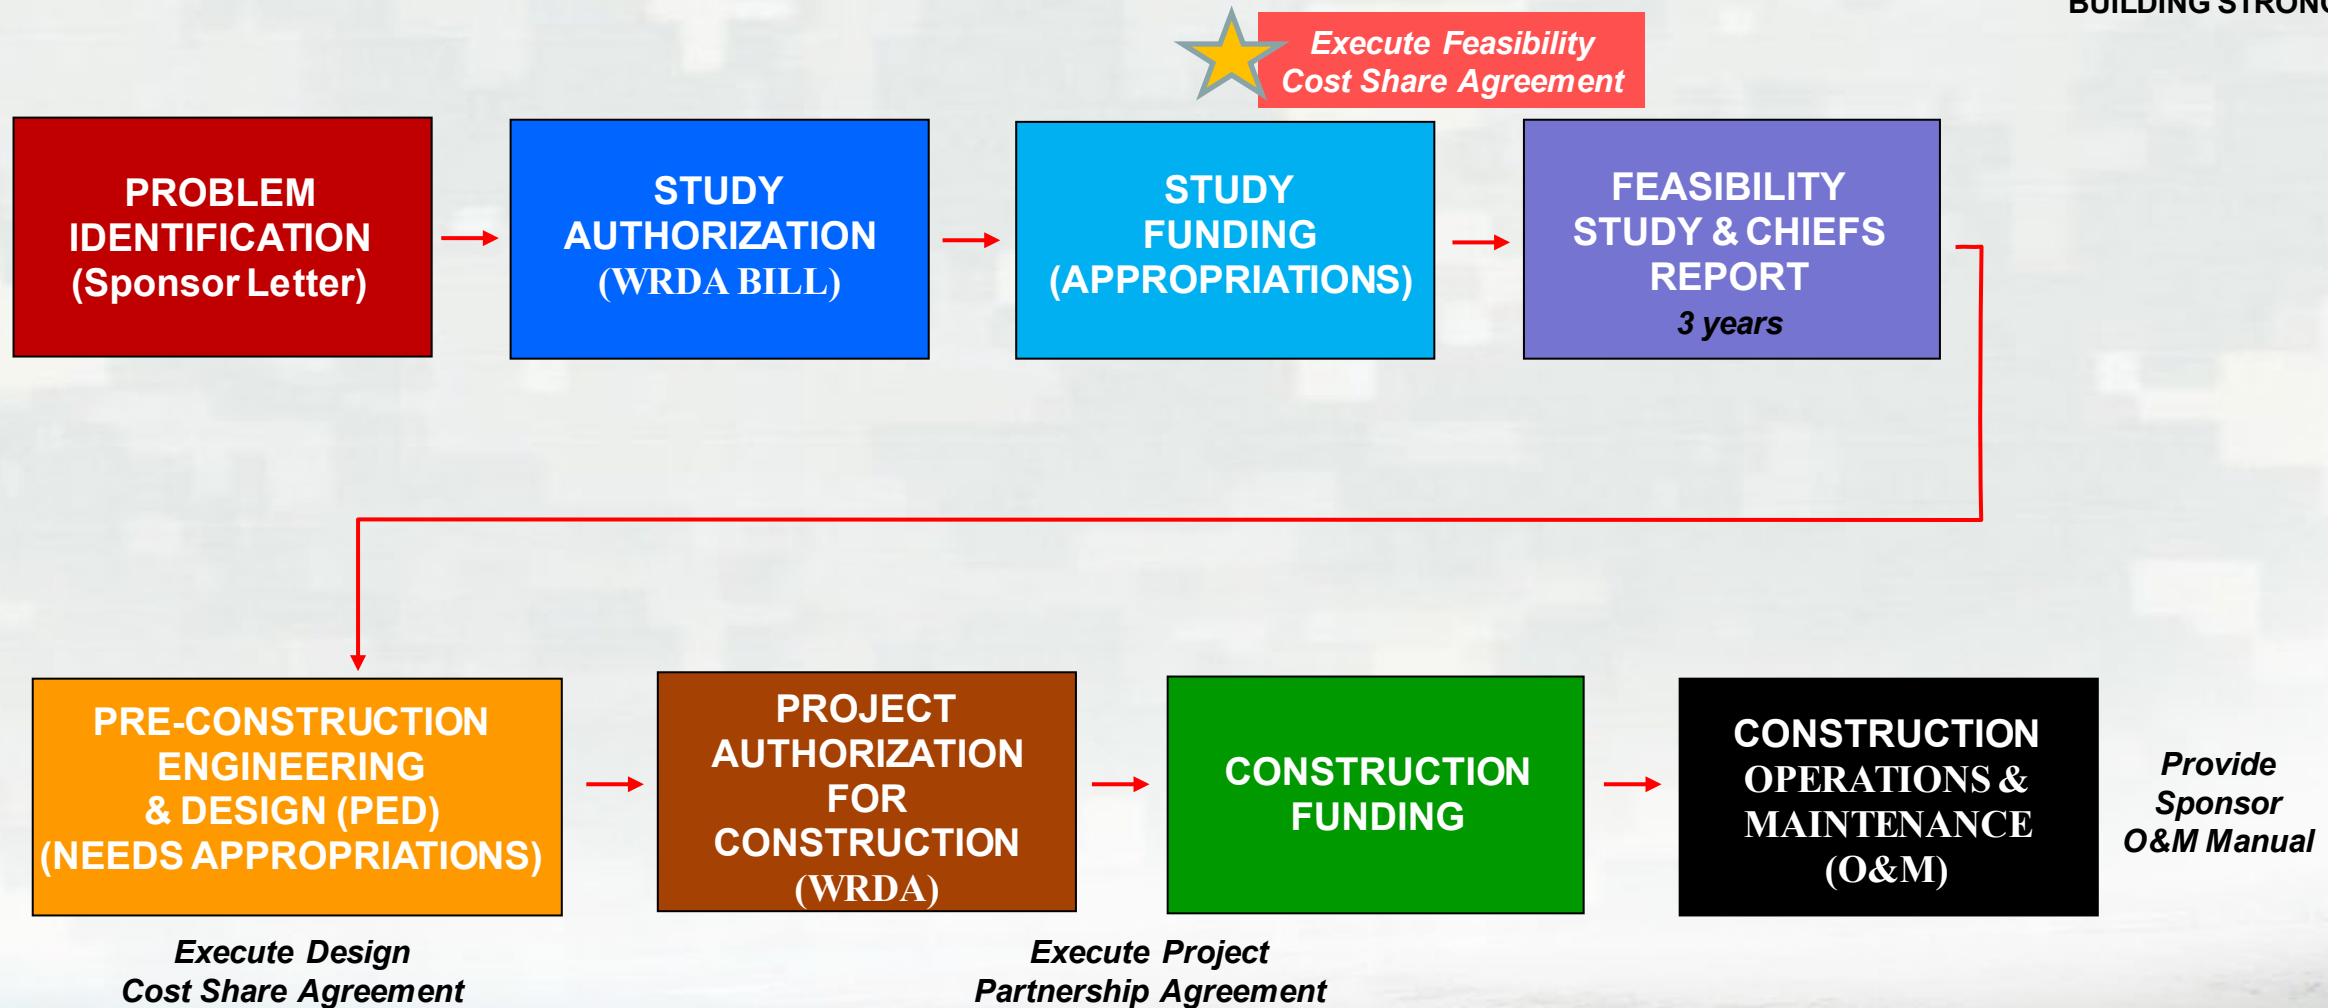 BUILDING STRONG
Execute Feasibility
Cost Share Agreement
PROBLEM
IDENTIFICATION
(Sponsor Letter)
STUDY
AUTHORIZATION
(WRDA BILL)
STUDY
FUNDING
(APPROPRIATIONS)
FEASIBILITY
STUDY & CHIEFS
REPORT
3 years
PRE-CONSTRUCTION
ENGINEERING
& DESIGN (PED)
(NEEDS APPROPRIATIONS)
PROJECT
AUTHORIZATION
FOR
CONSTRUCTION
(WRDA)
CONSTRUCTION
FUNDING
CONSTRUCTION
OPERATIONS &
MAINTENANCE
(O&M)
Provide
Sponsor
O&M Manual
Execute Design
Cost Share Agreement
Execute Project
Partnership Agreement